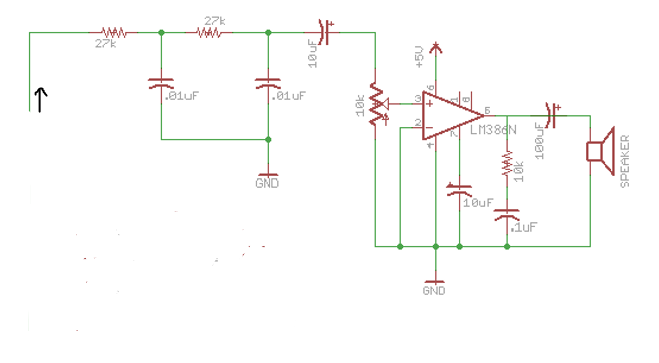 27k
27k
.01uF
.01uF
GND
10uF
10k
+5V
6
1
8
3
2
5
4
7
LM386N
10uF
10k
.1uF
100uF
SPEAKER
GND